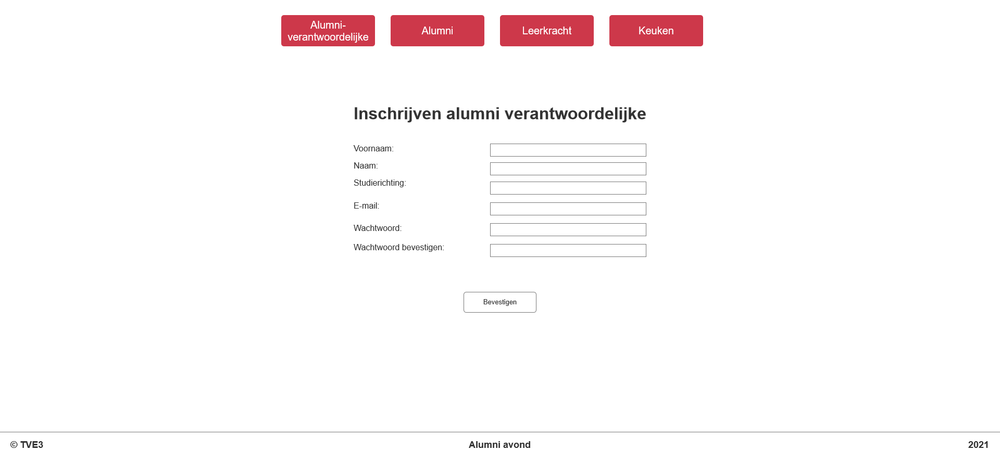 Alumni-
verantwoordelijke
Alumni
Leerkracht
Keuken
Inschrijven alumni verantwoordelijke
Voornaam:
Naam:
Studierichting:
E-mail:
Wachtwoord:
Wachtwoord bevestigen:
Bevestigen
© TVE3
Alumni avond
2021